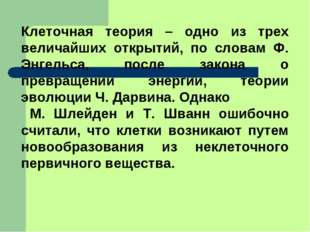 Клеточная теория – одно из трех
величайших открытий, по словам Ф.
Энгельса, после закона о
превращении энергии, теории
эволюции Ч. Дарвина. Однако
М. Шлейден и Т. Шванн ошибочно
считали, что клетки возникают путем
новообразования из неклеточного
первичного вещества.